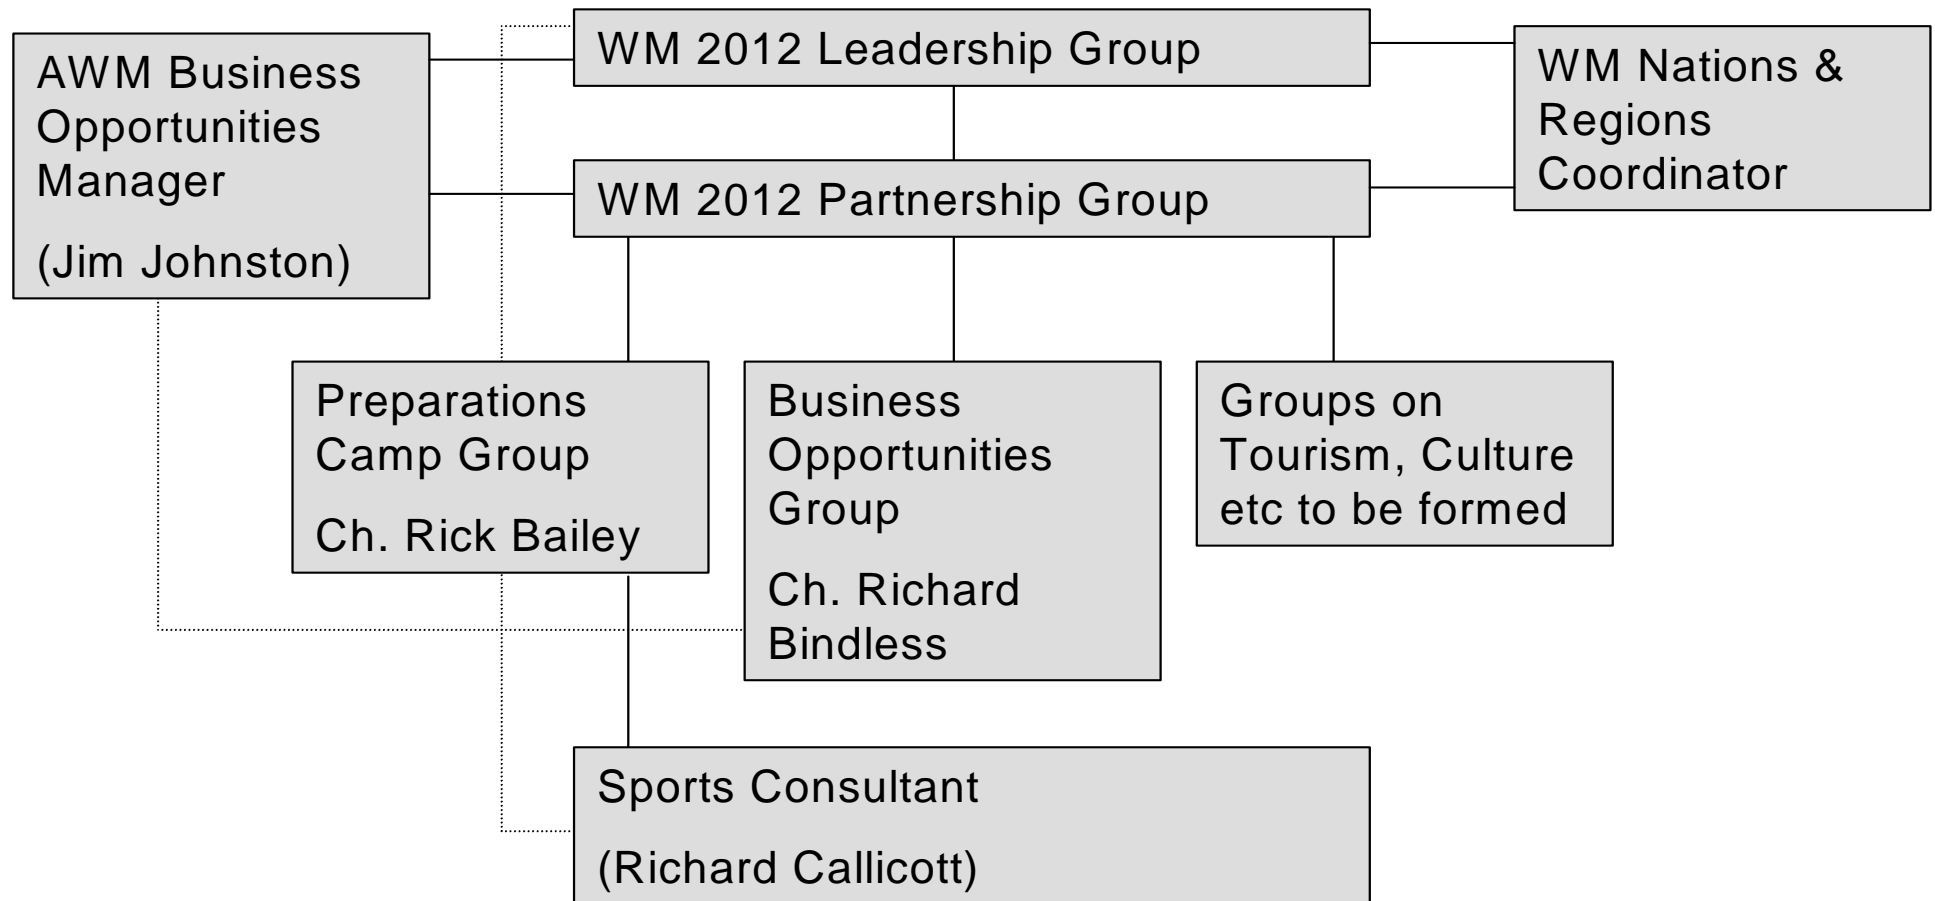 WM 2012 Leadership Group
AWM Business
Opportunities
Manager
(Jim Johnston)
WM Nations &
Regions
Coordinator
WM 2012 Partnership Group
Preparations
Camp Group
Ch. Rick Bailey
Business
Opportunities
Group
Ch. Richard
Bindless
Groups on
Tourism, Culture
etc to be formed
Sports Consultant
(Richard Callicott)